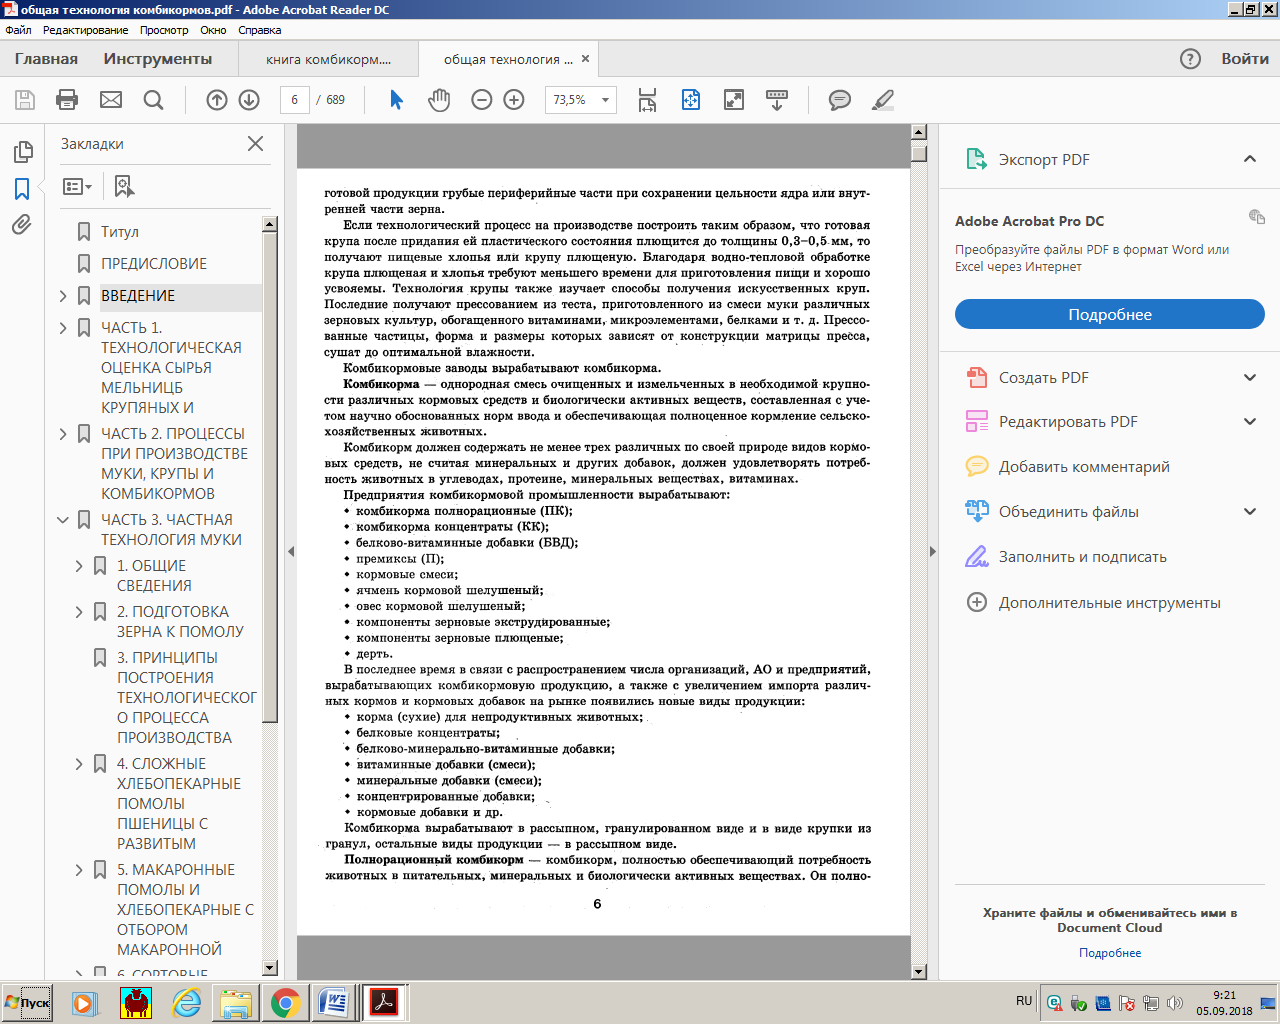 общая технология комбикормов.pdf - Adobe Acrobat Reader DC
Файл Редактирование Просмотр Окно Справка
Главная Инструменты книга комбикорм.... общая технология ... × Войти
6 / 689 73,5%
Закладки
Титул
ПРЕДИСЛОВИЕ
ВВЕДЕНИЕ
ЧАСТЬ 1.
ТЕХНОЛОГИЧЕСКАЯ
ОЦЕНКА СЫРЬЯ
МЕЛЬНИЦБ
КРУПЯНЫХ И
ЧАСТЬ 2. ПРОЦЕССЫ
ПРИ ПРОИЗВОДСТВЕ
МУКИ, КРУПЫ И
КОМБИКОРМОВ
ЧАСТЬ 3. ЧАСТНАЯ
ТЕХНОЛОГИЯ МУКИ
1. ОБЩИЕ
СВЕДЕНИЯ
2. ПОДГОТОВКА
ЗЕРНА К ПОМОЛУ
3. ПРИНЦИПЫ
ПОСТРОЕНИЯ
ТЕХНОЛОГИЧЕСКОГ
О ПРОЦЕССА
ПРОИЗВОДСТВА
4. СЛОЖНЫЕ
ХЛЕБОПЕКАРНЫЕ
ПОМОЛЫ
ПШЕНИЦЫ С
РАЗВИТЫМ
5. МАКАРОННЫЕ
ПОМОЛЫ И
ХЛЕБОПЕКАРНЫЕ С
ОТБОРОМ
МАКАРОННОЙ
6. СОРТОВЫЕ
готовой продукции грубые периферийные части при сохранении цельности ядра или внут-
ренней части зерна.
Если технологический процесс на производстве построить таким образом, что готовая
крупа после придания ей пластического состояния плющится до толщины 0,3–0,5 мм, то
получают пищевые хлопья или крупу плющеную. Благодаря водно-тепловой обработке
крупа плющеная и хлопья требуют меньшего времени для приготовления пищи и хорошо
усвояемы. Технология крупы также изучает способы получения искусственных круп.
Последние получают прессованием из теста, приготовленного из смеси муки различных
зерновых культур, обогащенного витаминами, микроэлементами, белками и т. д. Прессо-
ванные частицы, форма и размеры которых зависят от конструкции матрицы пресса,
сушат до оптимальной влажности.
Комбикормовые заводы вырабатывают комбикорма.
Комбикорма — однородная смесь очищенных и измельченных в необходимой крупно-
сти различных кормовых средств и биологически активных веществ, составленная с уче-
том научно обоснованных норм ввода и обеспечивающая полноценное кормление сельско-
хозяйственных животных.
Комбикорм должен содержать не менее трех различных по своей природе видов кормо-
вых средств, не считая минеральных и других добавок, должен удовлетворять потреб-
ность животных в углеводах, протеине, минеральных веществах, витаминах.
Предприятия комбикормовой промышленности вырабатывают:
• комбикорма полнорационные (ПК);
• комбикорма концентраты (КК);
• белково-витаминные добавки (БВД);
• премиксы (П);
• кормовые смеси;
• ячмень кормовой шелушеный;
• овес кормовой шелушеный;
• компоненты зерновые экструдированные;
• компоненты зерновые плющеные;
• дерть.
В последнее время в связи с распространением числа организаций, АО и предприятий,
вырабатывающих комбикормовую продукцию, а также с увеличением импорта различ-
ных кормов и кормовых добавок на рынке появились новые виды продукции:
• корма (сухие) для непродуктивных животных;
• белковые концентраты;
• белково-минерально-витаминные добавки;
• витаминные добавки (смеси);
• минеральные добавки (смеси);
• концентрированные добавки;
• кормовые добавки и др.
Комбикорма вырабатывают в рассыпном, гранулированном виде и в виде крупки из
гранул, остальные виды продукции — в рассыпном виде.
Полнорационный комбикорм — комбикорм, полностью обеспечивающий потребность
животных в питательных, минеральных и биологически активных веществах. Он полно-
6
Экспорт PDF
Adobe Acrobat Pro DC
Преобразуйте файлы PDF в формат Word или
Excel через Интернет
Подробнее
Создать PDF
Редактировать PDF
Добавить комментарий
Объединить файлы
Заполнить и подписать
Дополнительные инструменты
Храните файлы и обменивайтесь ими в
Document Cloud
Подробнее
Пуск RU 9:21
05.09.2018